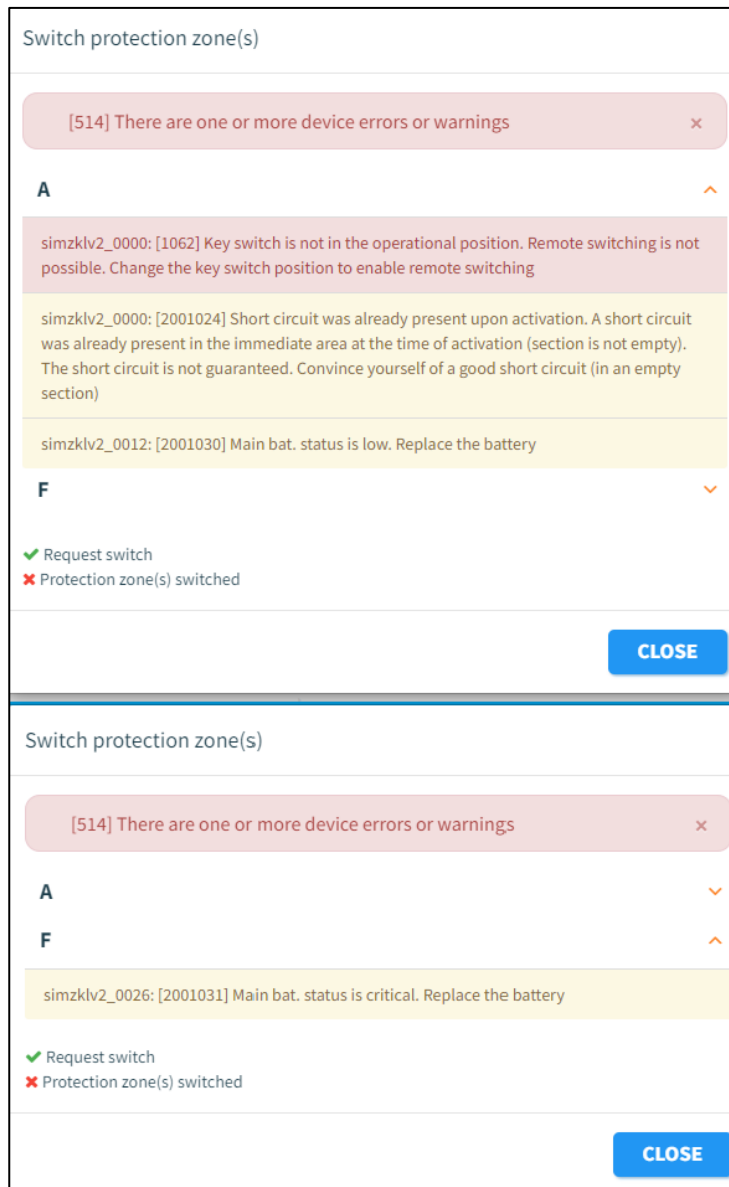 Switch protection zone(s)
[514] There are one or more device errors or warnings ×
A
simzklv2_0000: [1062] Key switch is not in the operational position. Remote switching is not
possible. Change the key switch position to enable remote switching
simzklv2_0000: [2001024] Short circuit was already present upon activation. A short circuit
was already present in the immediate area at the time of activation (section is not empty).
The short circuit is not guaranteed. Convince yourself of a good short circuit (in an empty
section)
simzklv2_0012: [2001030] Main bat. status is low. Replace the battery
F
Request switch
Protection zone(s) switched
CLOSE
Switch protection zone(s)
[514] There are one or more device errors or warnings ×
A
F
simzklv2_0026: [2001031] Main bat. status is critical. Replace the battery
Request switch
Protection zone(s) switched
CLOSE